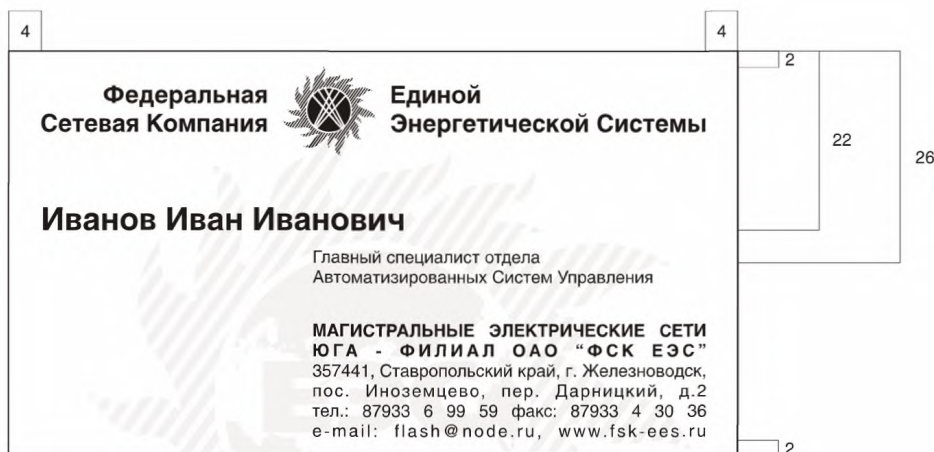 4
4
2
Федеральная
Сетевая Компания
Единой
Энергетической Системы
22
26
Иванов Иван Иванович
Главный специалист отдела
Автоматизированных Систем Управления
МАГИСТРАЛЬНЫЕ ЭЛЕКТРИЧЕСКИЕ СЕТИ
ЮГА - ФИЛИАЛ ОАО “ФСК ЕЭС”
357441, Ставропольский край, г. Железноводск,
пос. Иноземцево, пер. Дарницкий, д.2
тел.: 87933 6 99 59 факс: 87933 4 30 36
e-mail: flash@node.ru, www.fsk-ees.ru
2